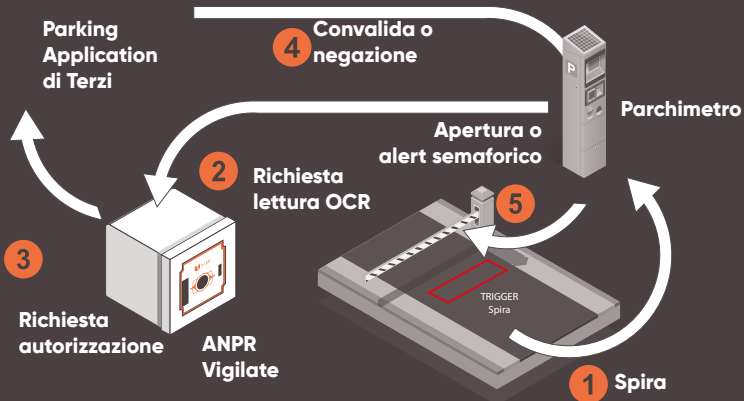 Parking
Application
di Terzi
4
Convalida o
negazione
P
Parchimetro
Apertura o
alert semaforico
2
Richiesta
lettura OCR
5
3
TRIGGER
Spira
Richiesta
autorizzazione
ANPR
Vigilate
1
Spira